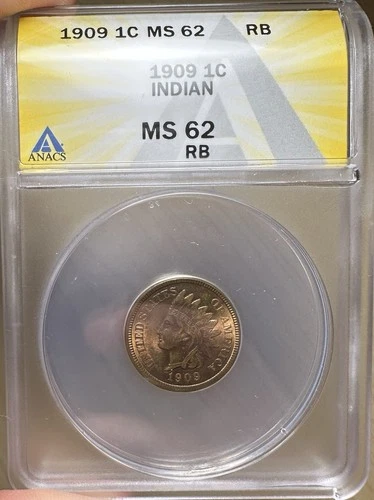 1909 1C MS 62 RB
1909 1C
INDIAN
MS 62
RB
ANACS
UNITED STATES OF AMERICA
1909